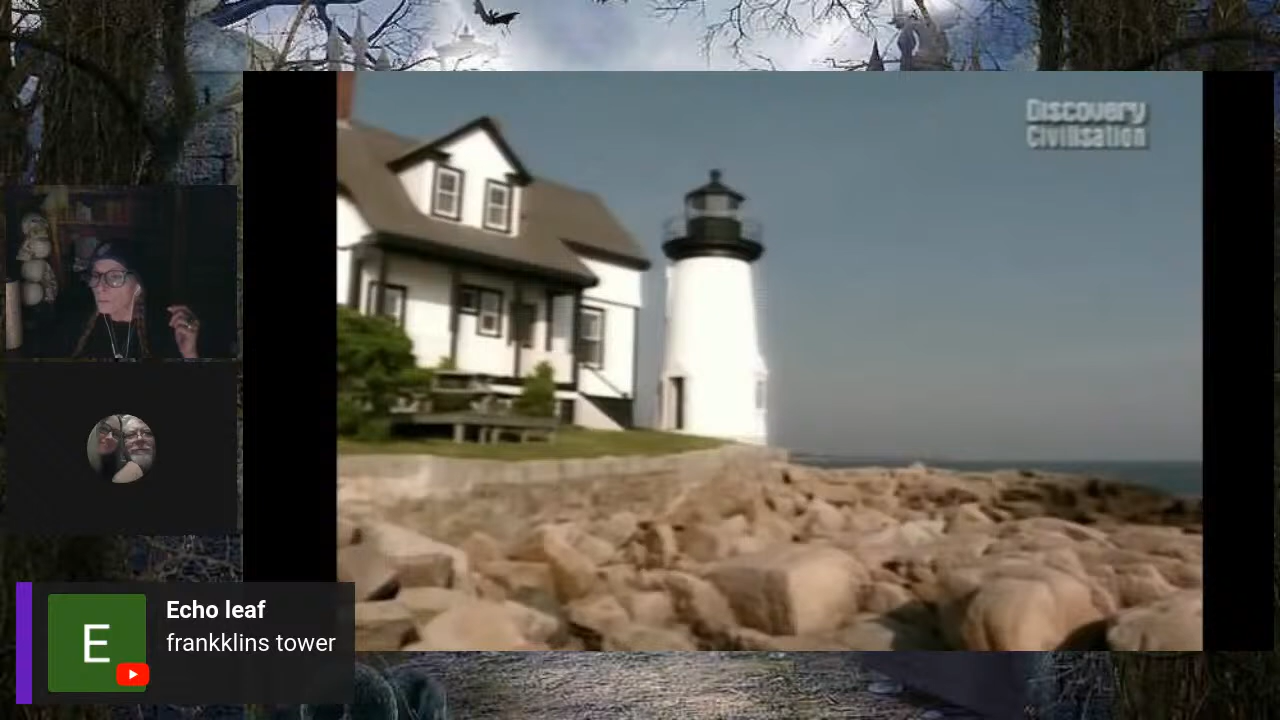 Discovery
Civilisation
E
Echo leaf
frankklins tower